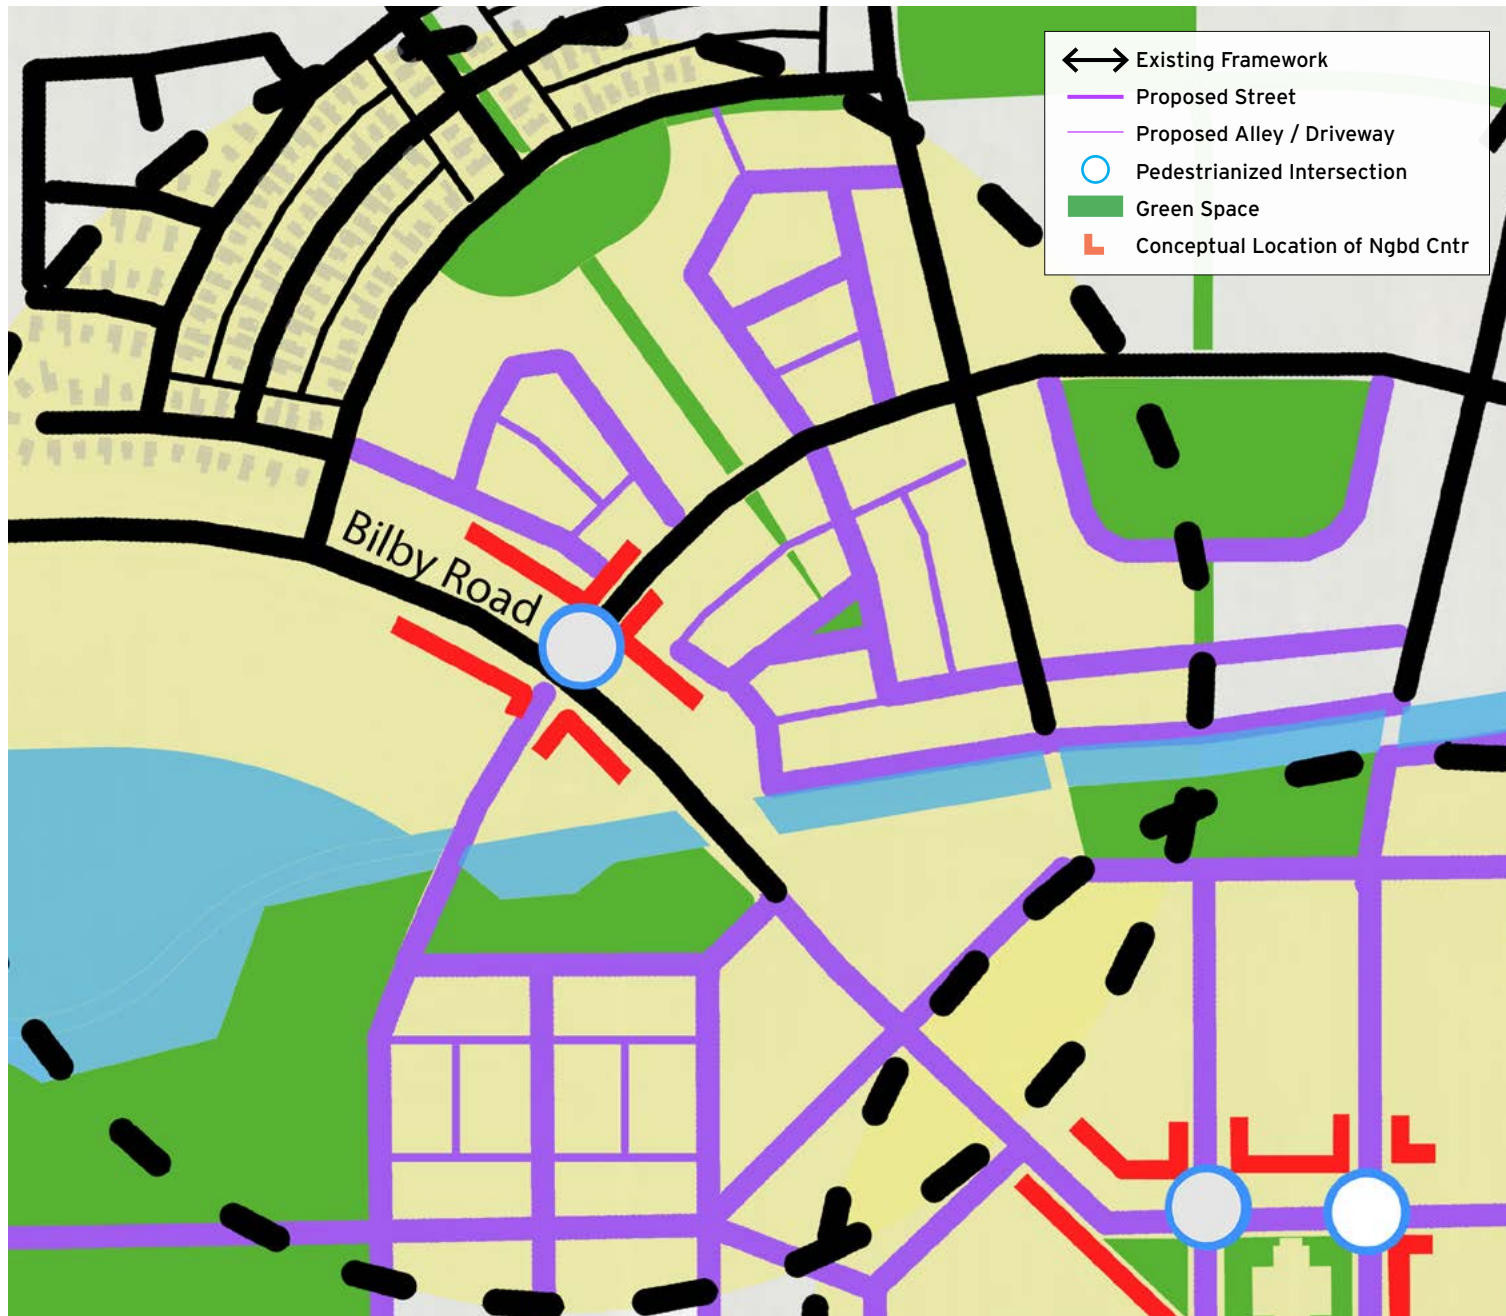 Existing Framework
Proposed Street
Proposed Alley / Driveway
Pedestrianized Intersection
Green Space
Conceptual Location of Ngbd Cntr
Bilby Road